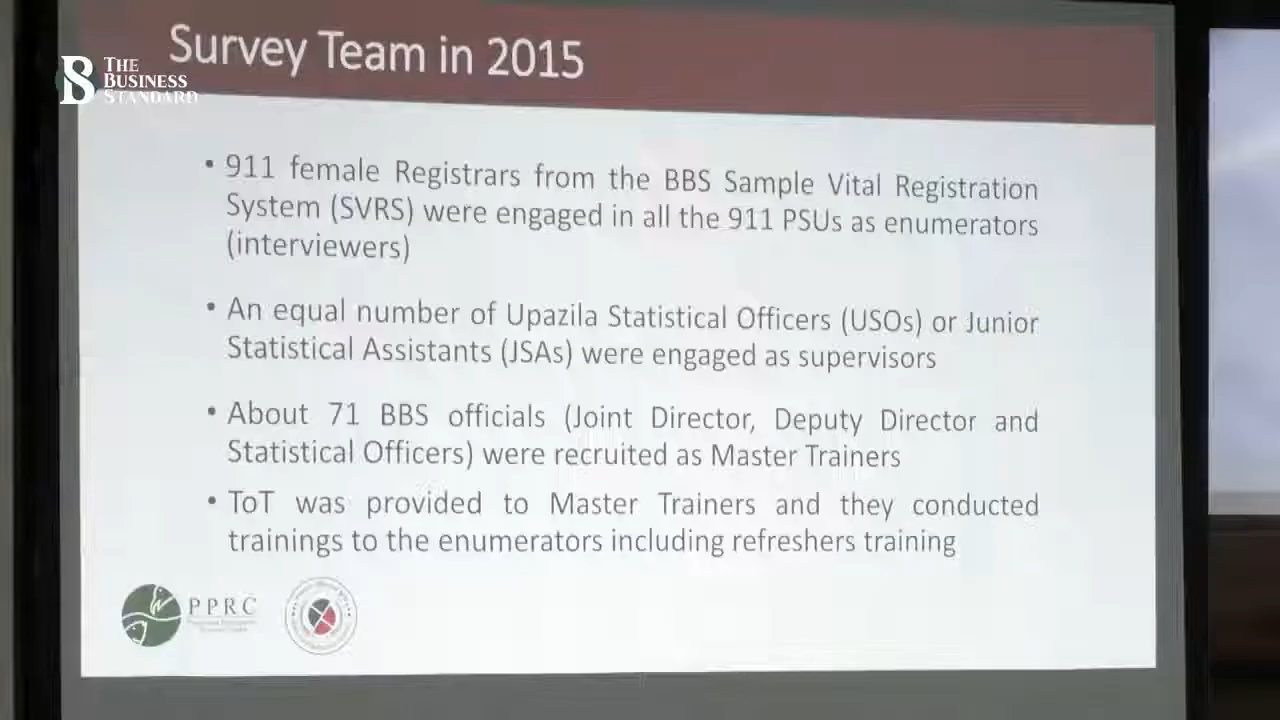 Survey Team in 2015
THE
BUSINESS
STANDARD
• 911 female Registrars from the BBS Sample Vital Registration
System (SVRS) were engaged in all the 911 PSUs as enumerators
(interviewers)
• An equal number of Upazila Statistical Officers (USOs) or Junior
Statistical Assistants (JSAs) were engaged as supervisors
• About 71 BBS officials (Joint Director, Deputy Director and
Statistical Officers) were recruited as Master Trainers
• ToT was provided to Master Trainers and they conducted
trainings to the enumerators including refreshers training
PPRC